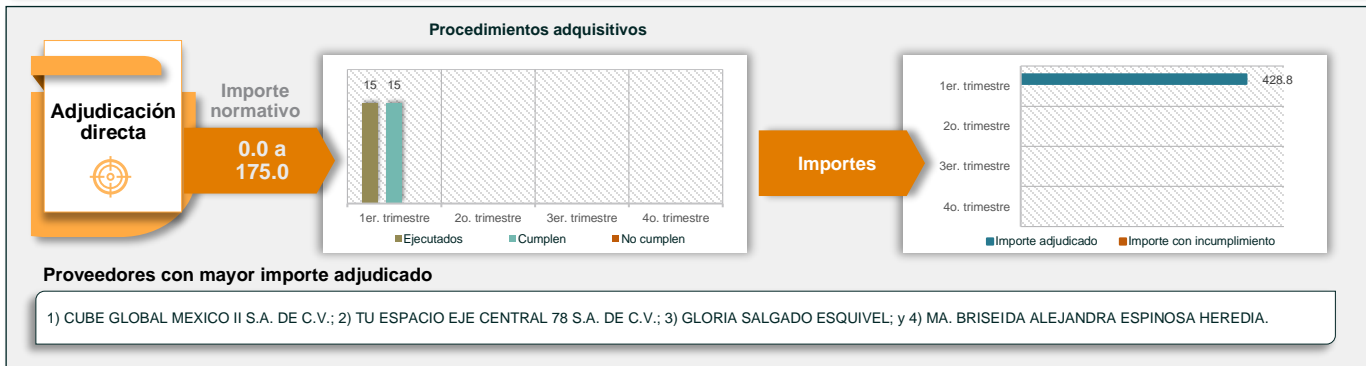 Procedimientos adquisitivos
Adjudicación
directa
Importe
normativo
0.0 a
175.0
15 15
1er. trimestre 2o. trimestre 3er. trimestre 4o. trimestre
Ejecutados Cumplen No cumplen
Importes
1er. trimestre
428.8
2o. trimestre
3er. trimestre
4o. trimestre
Importe adjudicado Importe con incumplimiento
Proveedores con mayor importe adjudicado
1) CUBE GLOBAL MEXICO II S.A. DE C.V.; 2) TU ESPACIO EJE CENTRAL 78 S.A. DE C.V.; 3) GLORIA SALGADO ESQUIVEL; y 4) MA. BRISEIDA ALEJANDRA ESPINOSA HEREDIA.